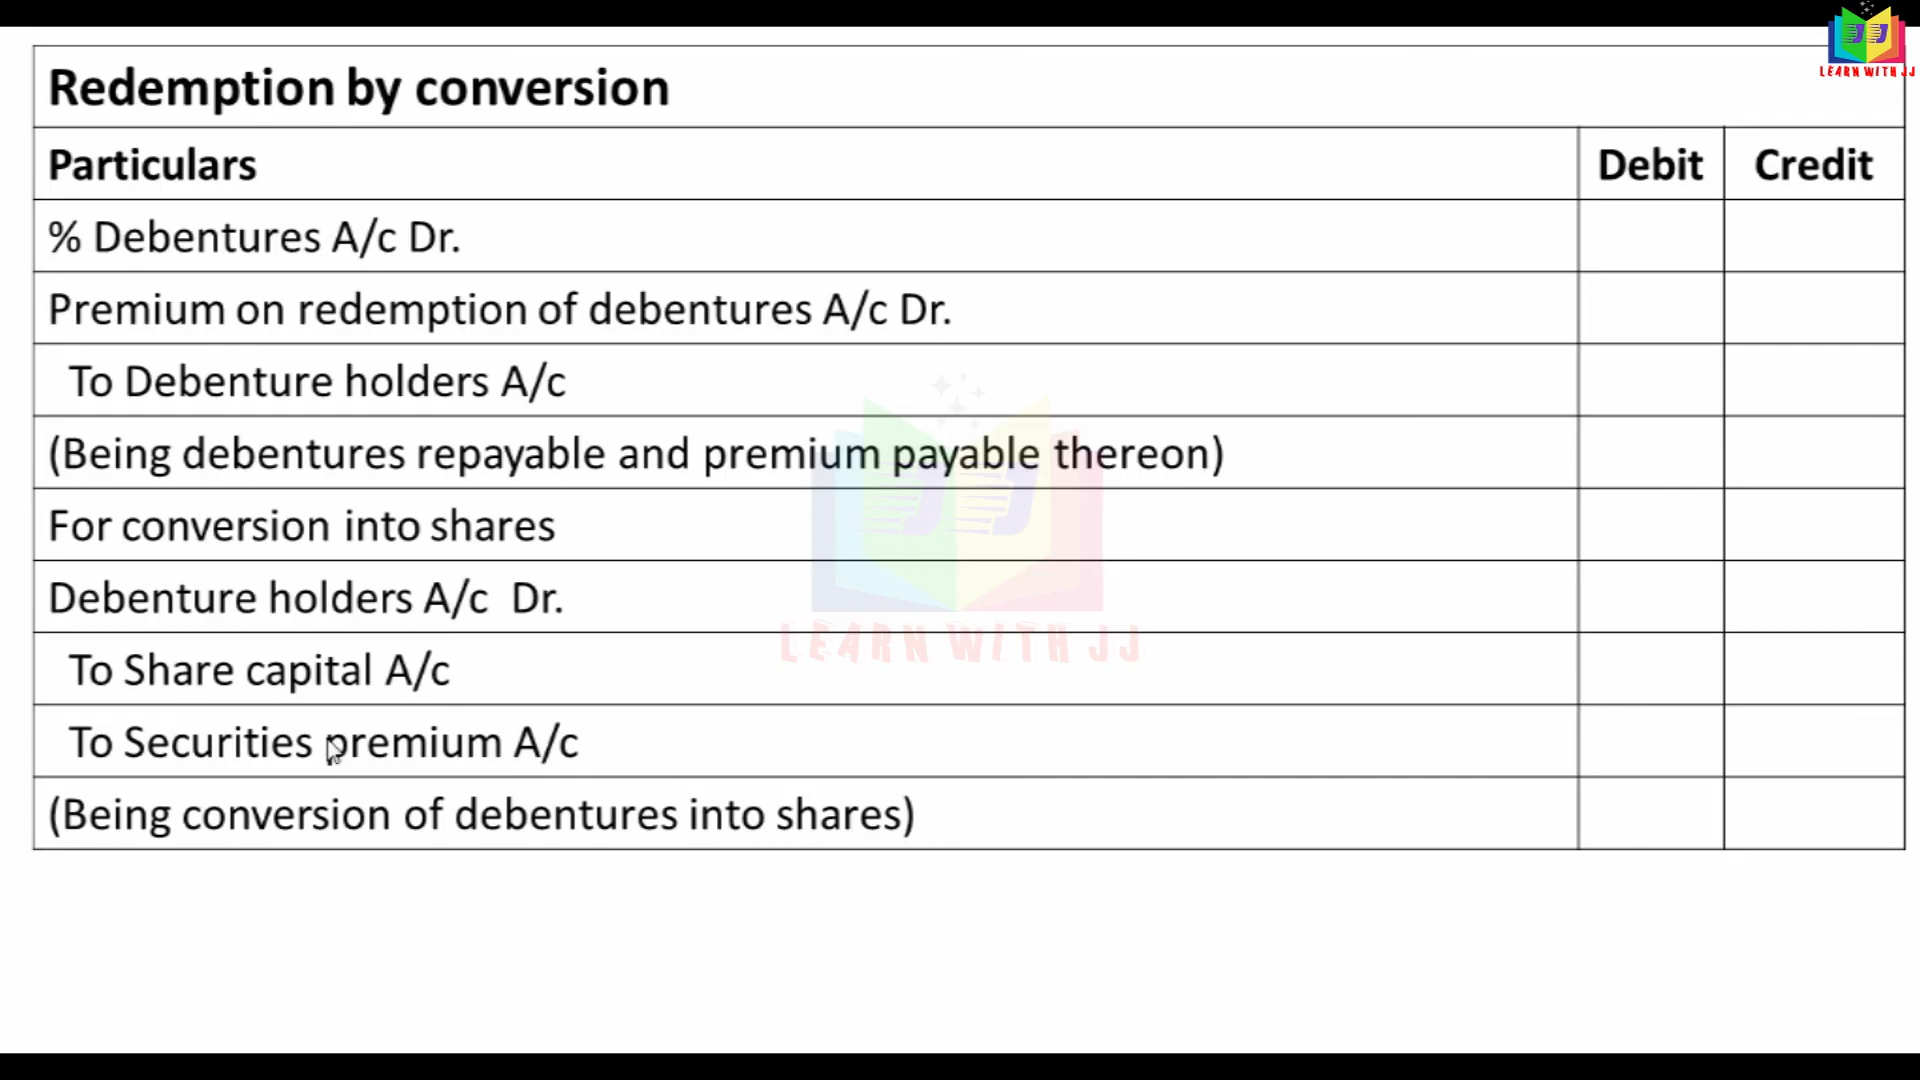 LEARN WITH JJ
Redemption by conversion
Particulars Debit Credit
% Debentures A/c Dr.
Premium on redemption of debentures A/c Dr.
To Debenture holders A/c
(Being debentures repayable and premium payable thereon)
For conversion into shares
Debenture holders A/c Dr.
LEARN WITH JJ
To Share capital A/c
To Securities premium A/c
(Being conversion of debentures into shares)